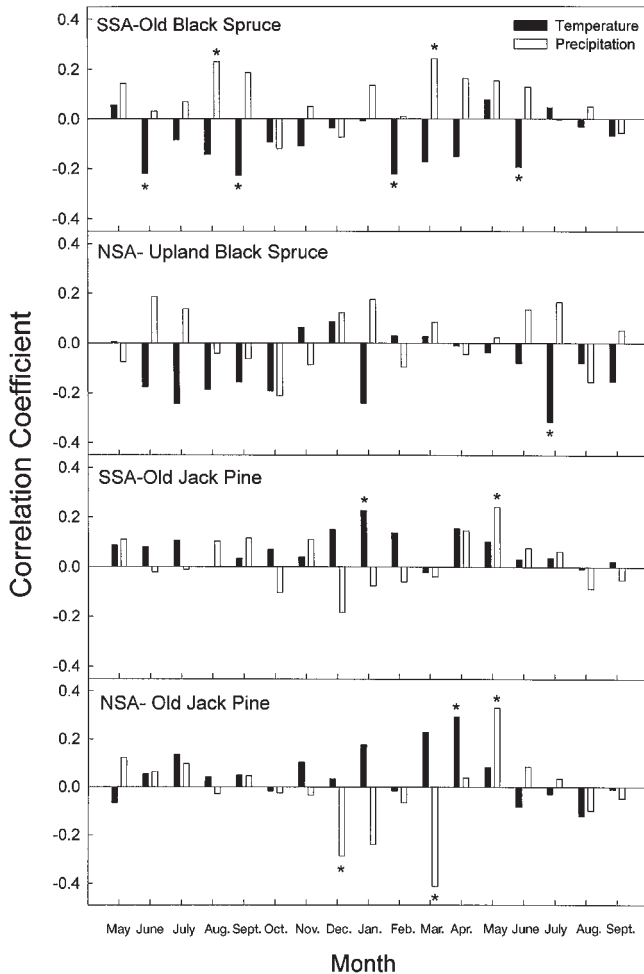 SSA-Old Black Spruce
Temperature
Precipitation
0.4
0.2
0.0
-0.2
-0.4
* * * * * *
NSA- Upland Black Spruce
0.4
0.2
0.0
-0.2
-0.4
*
SSA-Old Jack Pine
0.4
0.2
0.0
-0.2
-0.4
* *
NSA- Old Jack Pine
0.4
0.2
0.0
-0.2
-0.4
* * * *
Correlation Coefficient
May June July Aug. Sept. Oct. Nov. Dec. Jan. Feb. Mar. Apr. May June July Aug. Sept.
Month